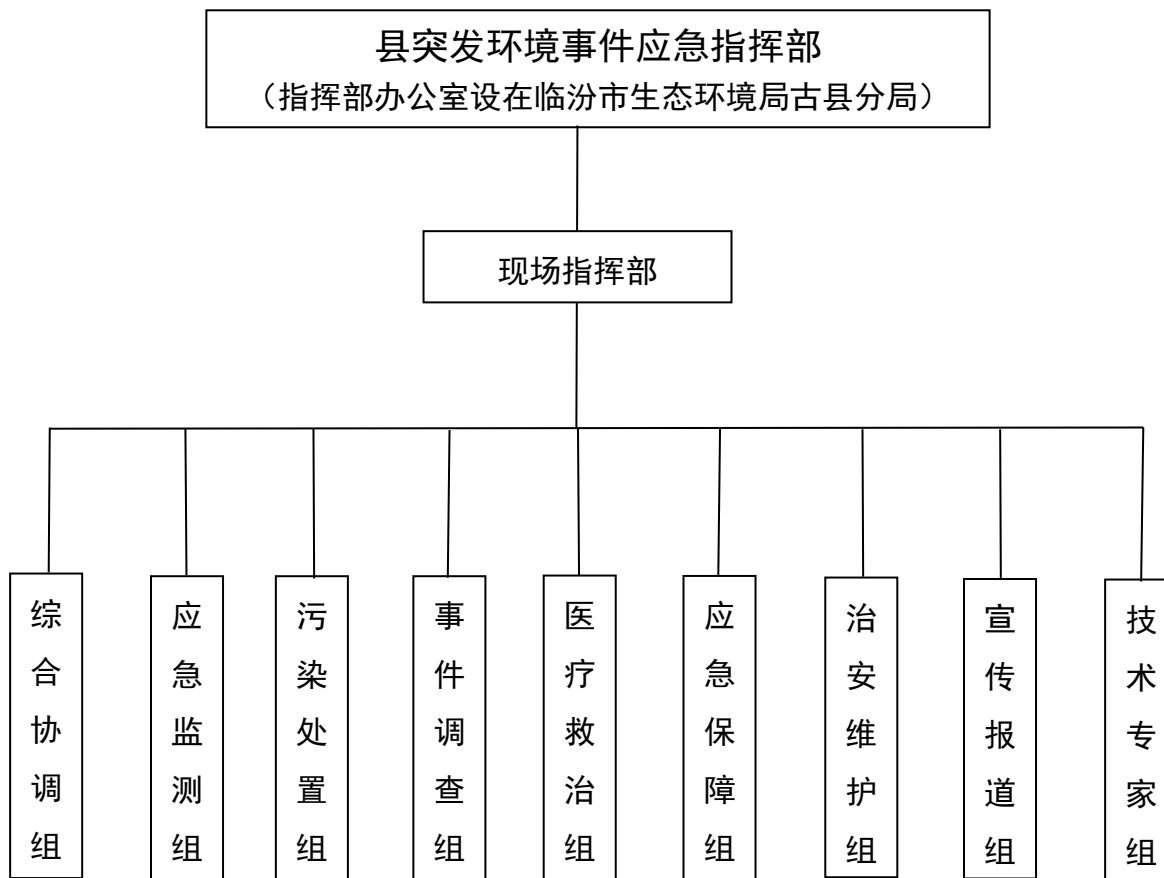 县突发环境事件应急指挥部
（指挥部办公室设在临汾市生态环境局古县分局）
现场指挥部
综合协调组
应急监测组
污染处置组
事件调查组
医疗救治组
应急保障组
治安维护组
宣传报道组
技术专家组